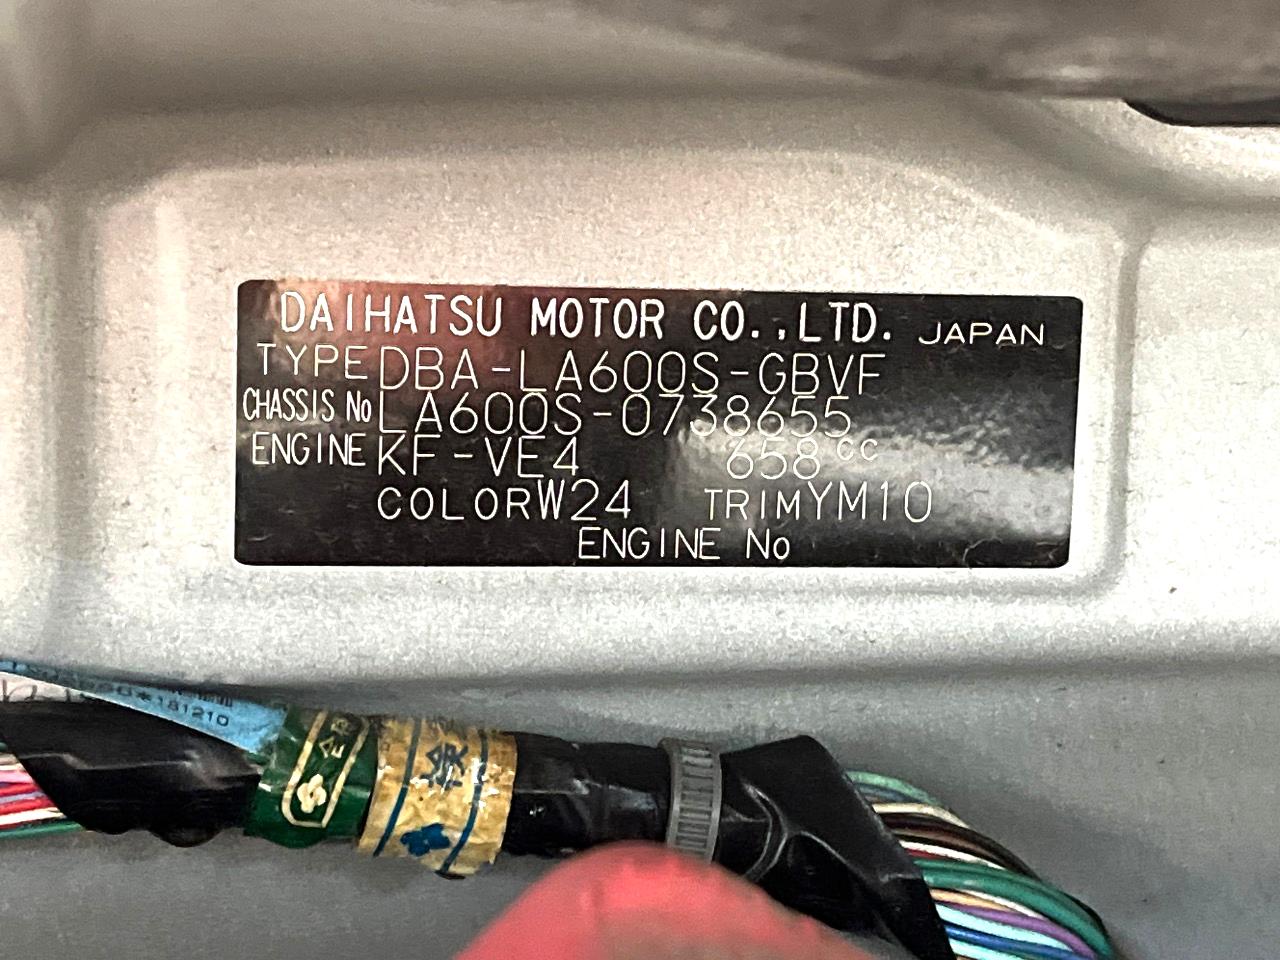 DAIHATSU MOTOR CO.,LTD. JAPAN
TYPE DBA-LA600S-GBVF
CHASSIS No LA600S-0738655
ENGINE KF-VE4 658cc
COLOR W24 TRIM YM10
ENGINE No
*181210